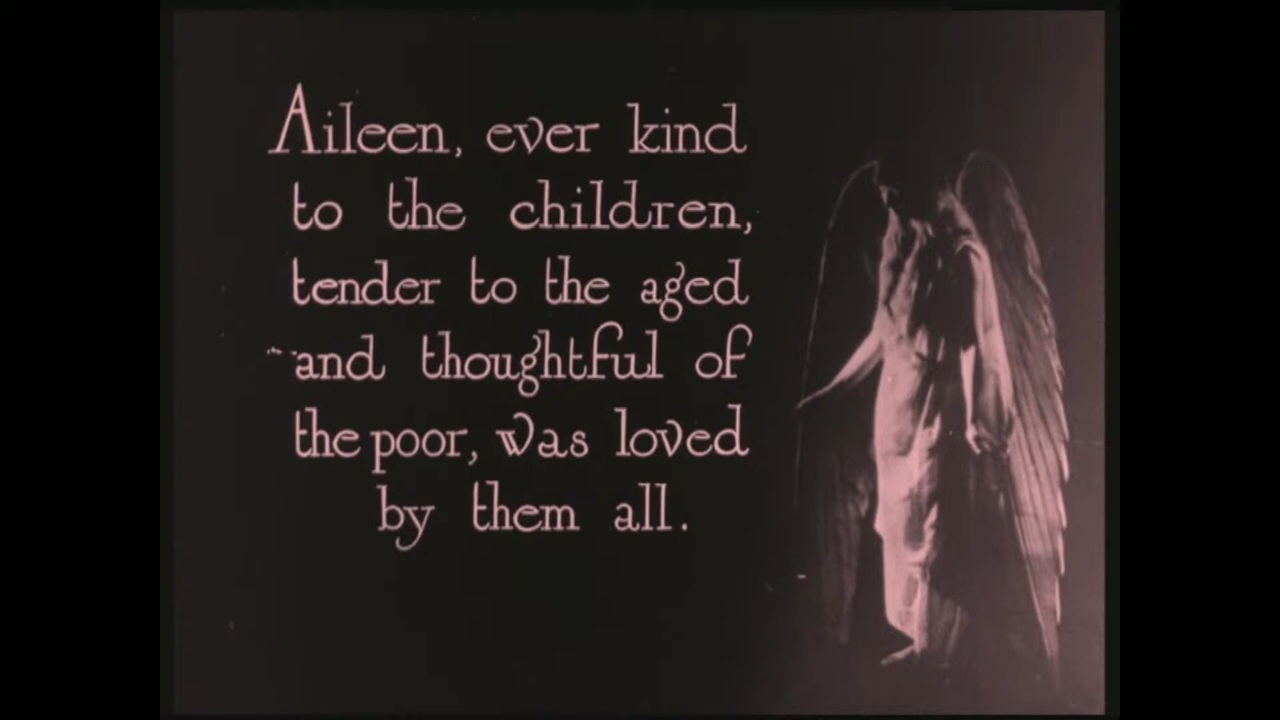 Aileen, ever kind
to the children,
tender to the aged
and thoughtful of
the poor, was loved
by them all.